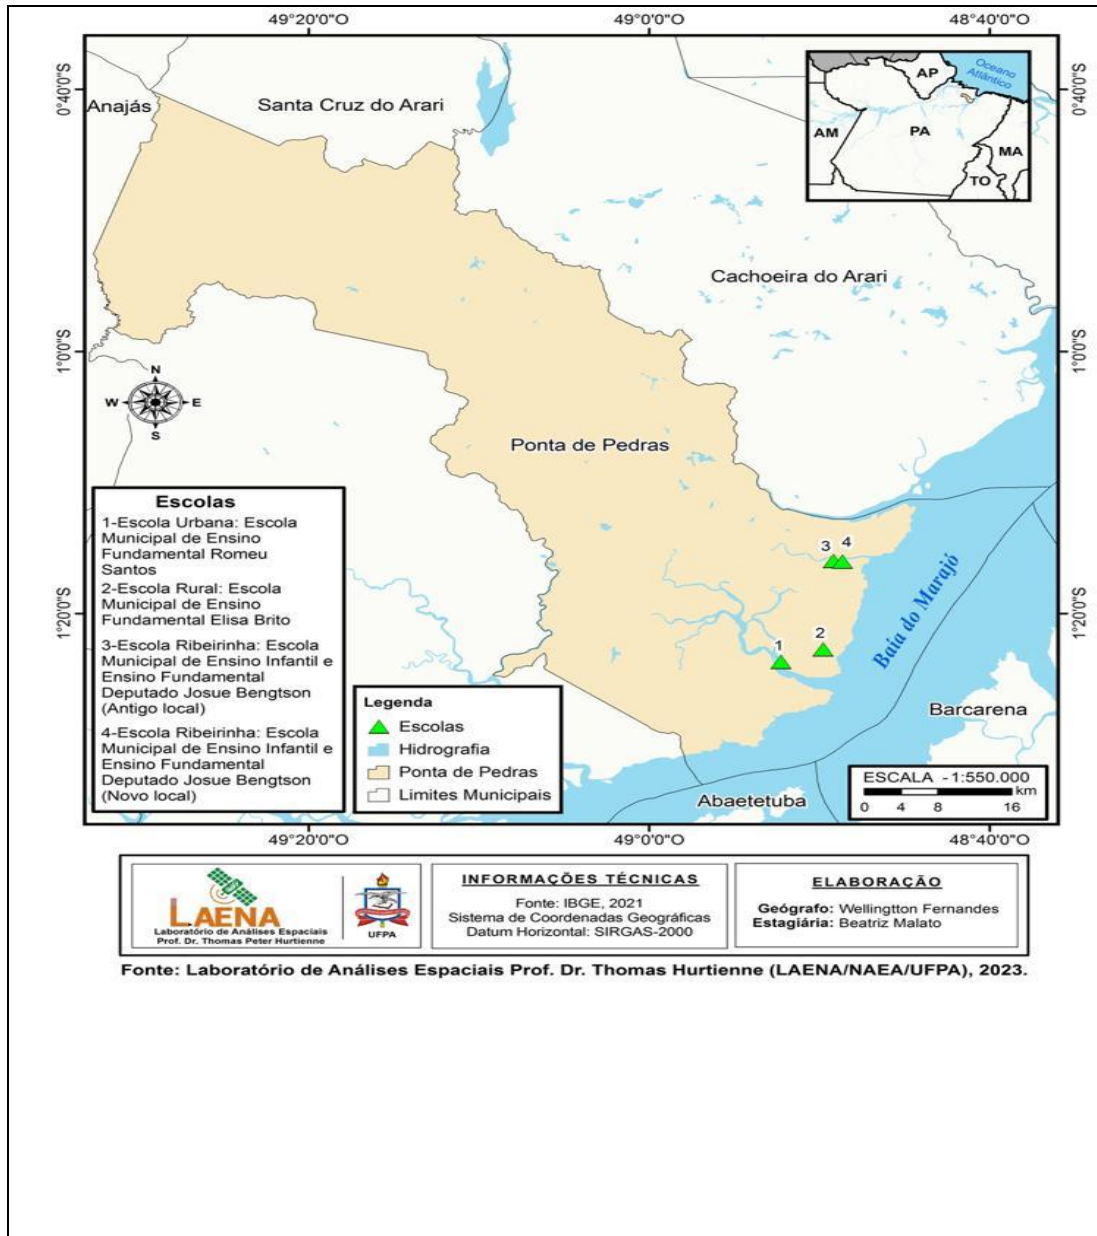 49°20'0"O 49°0'0"O 48°40'0"O
0°40'0"S
0°40'0"S
Anajás
Santa Cruz do Arari
AP
Oceano
Atlântico
AM
PA
MA
TO
Cachoeira do Arari
1°0'0"S
1°0'0"S
N
W E
S
Ponta de Pedras
3 4
1 2
1°20'0"S
1°20'0"S
Baia do Marajó
Barcarena
Abaetetuba
Escolas
1-Escola Urbana: Escola
Municipal de Ensino
Fundamental Romeu
Santos
2-Escola Rural: Escola
Municipal de Ensino
Fundamental Elisa Brito
3-Escola Ribeirinha: Escola
Municipal de Ensino Infantil e
Ensino Fundamental
Deputado Josue Bengtson
(Antigo local)
4-Escola Ribeirinha: Escola
Municipal de Ensino Infantil e
Ensino Fundamental
Deputado Josue Bengtson
(Novo local)
Legenda
Escolas
Hidrografia
Ponta de Pedras
Limites Municipais
ESCALA - 1:550.000
km
0 4 8 16
49°20'0"O 49°0'0"O 48°40'0"O
LAENA
Laboratório de Análises Espaciais
Prof. Dr. Thomas Peter Hurtienne
UFPA
INFORMAÇÕES TÉCNICAS
Fonte: IBGE, 2021
Sistema de Coordenadas Geográficas
Datum Horizontal: SIRGAS-2000
ELABORAÇÃO
Geógrafo: Wellingtton Fernandes
Estagiária: Beatriz Malato
Fonte: Laboratório de Análises Espaciais Prof. Dr. Thomas Hurtienne (LAENA/NAEA/UFPA), 2023.